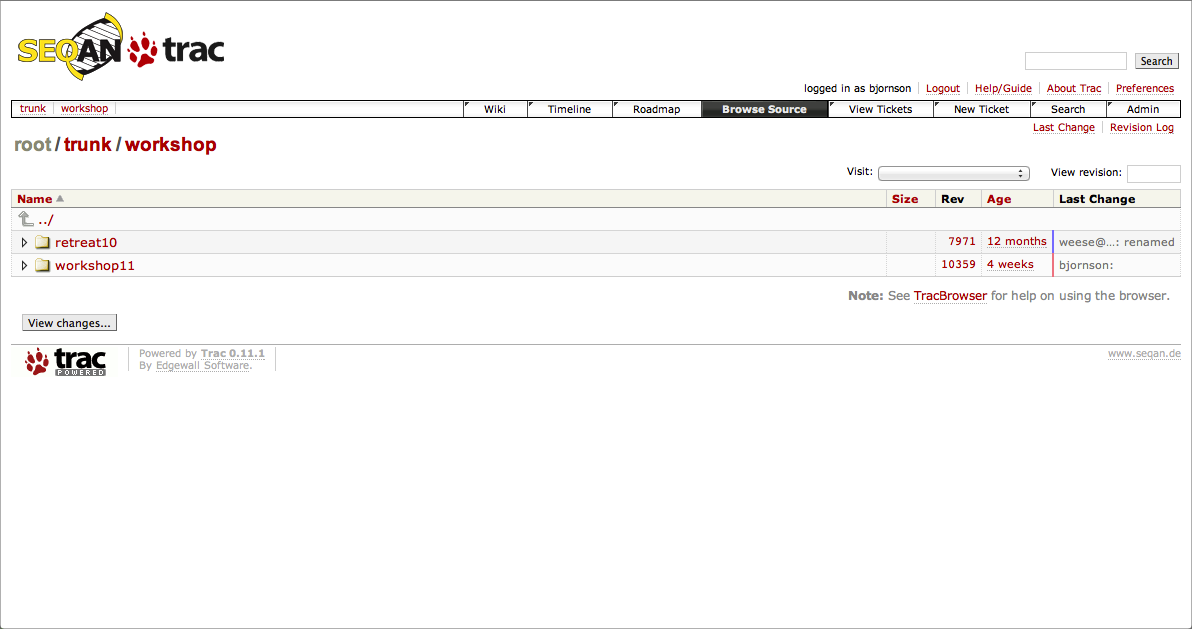 SEQAN trac
Search
logged in as bjornson Logout Help/Guide About Trac Preferences
trunk workshop Wiki Timeline Roadmap Browse Source View Tickets New Ticket Search Admin
Last Change Revision Log
root / trunk / workshop
Visit: View revision:
Name Size Rev Age Last Change
../
retreat10 7971 12 months weese@…: renamed
workshop11 10359 4 weeks bjornson:
Note: See TracBrowser for help on using the browser.
View changes...
trac POWERED
Powered by Trac 0.11.1
By Edgewall Software.
www.seqan.de